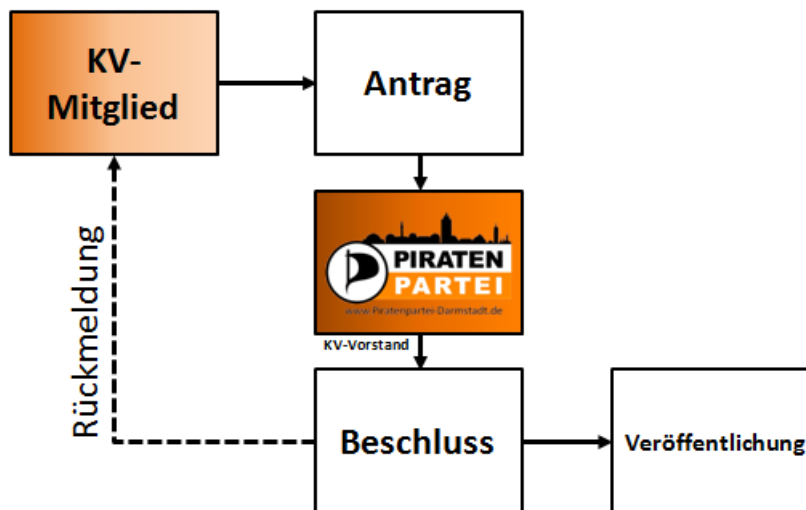 KV-
Mitglied
Antrag
PIRATEN
PARTEI
www.Piratenpartei-Darmstadt.de
KV-Vorstand
Rückmeldung
Beschluss
Veröffentlichung